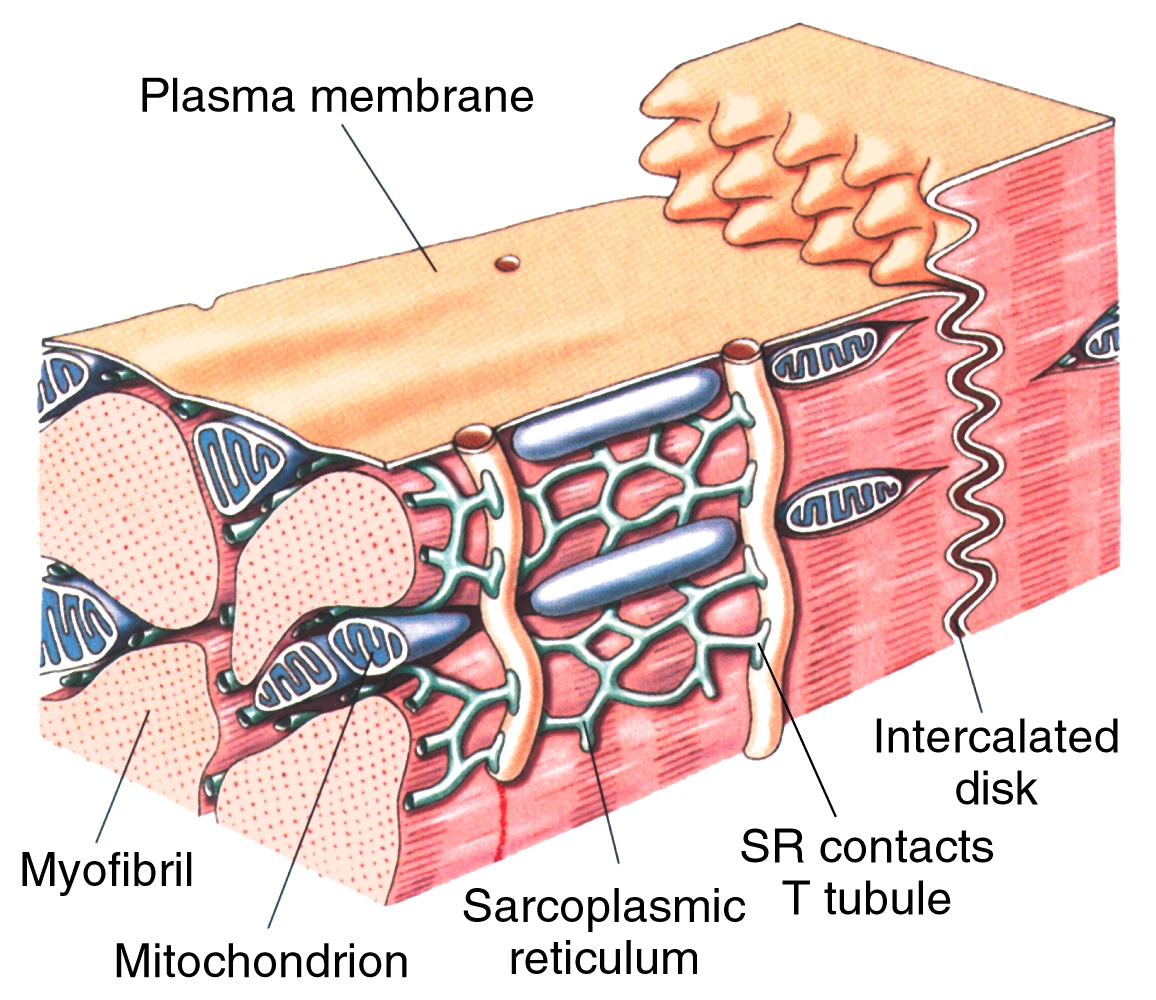 Plasma membrane
Intercalated
disk
SR contacts
T tubule
Myofibril
Sarcoplasmic
reticulum
Mitochondrion